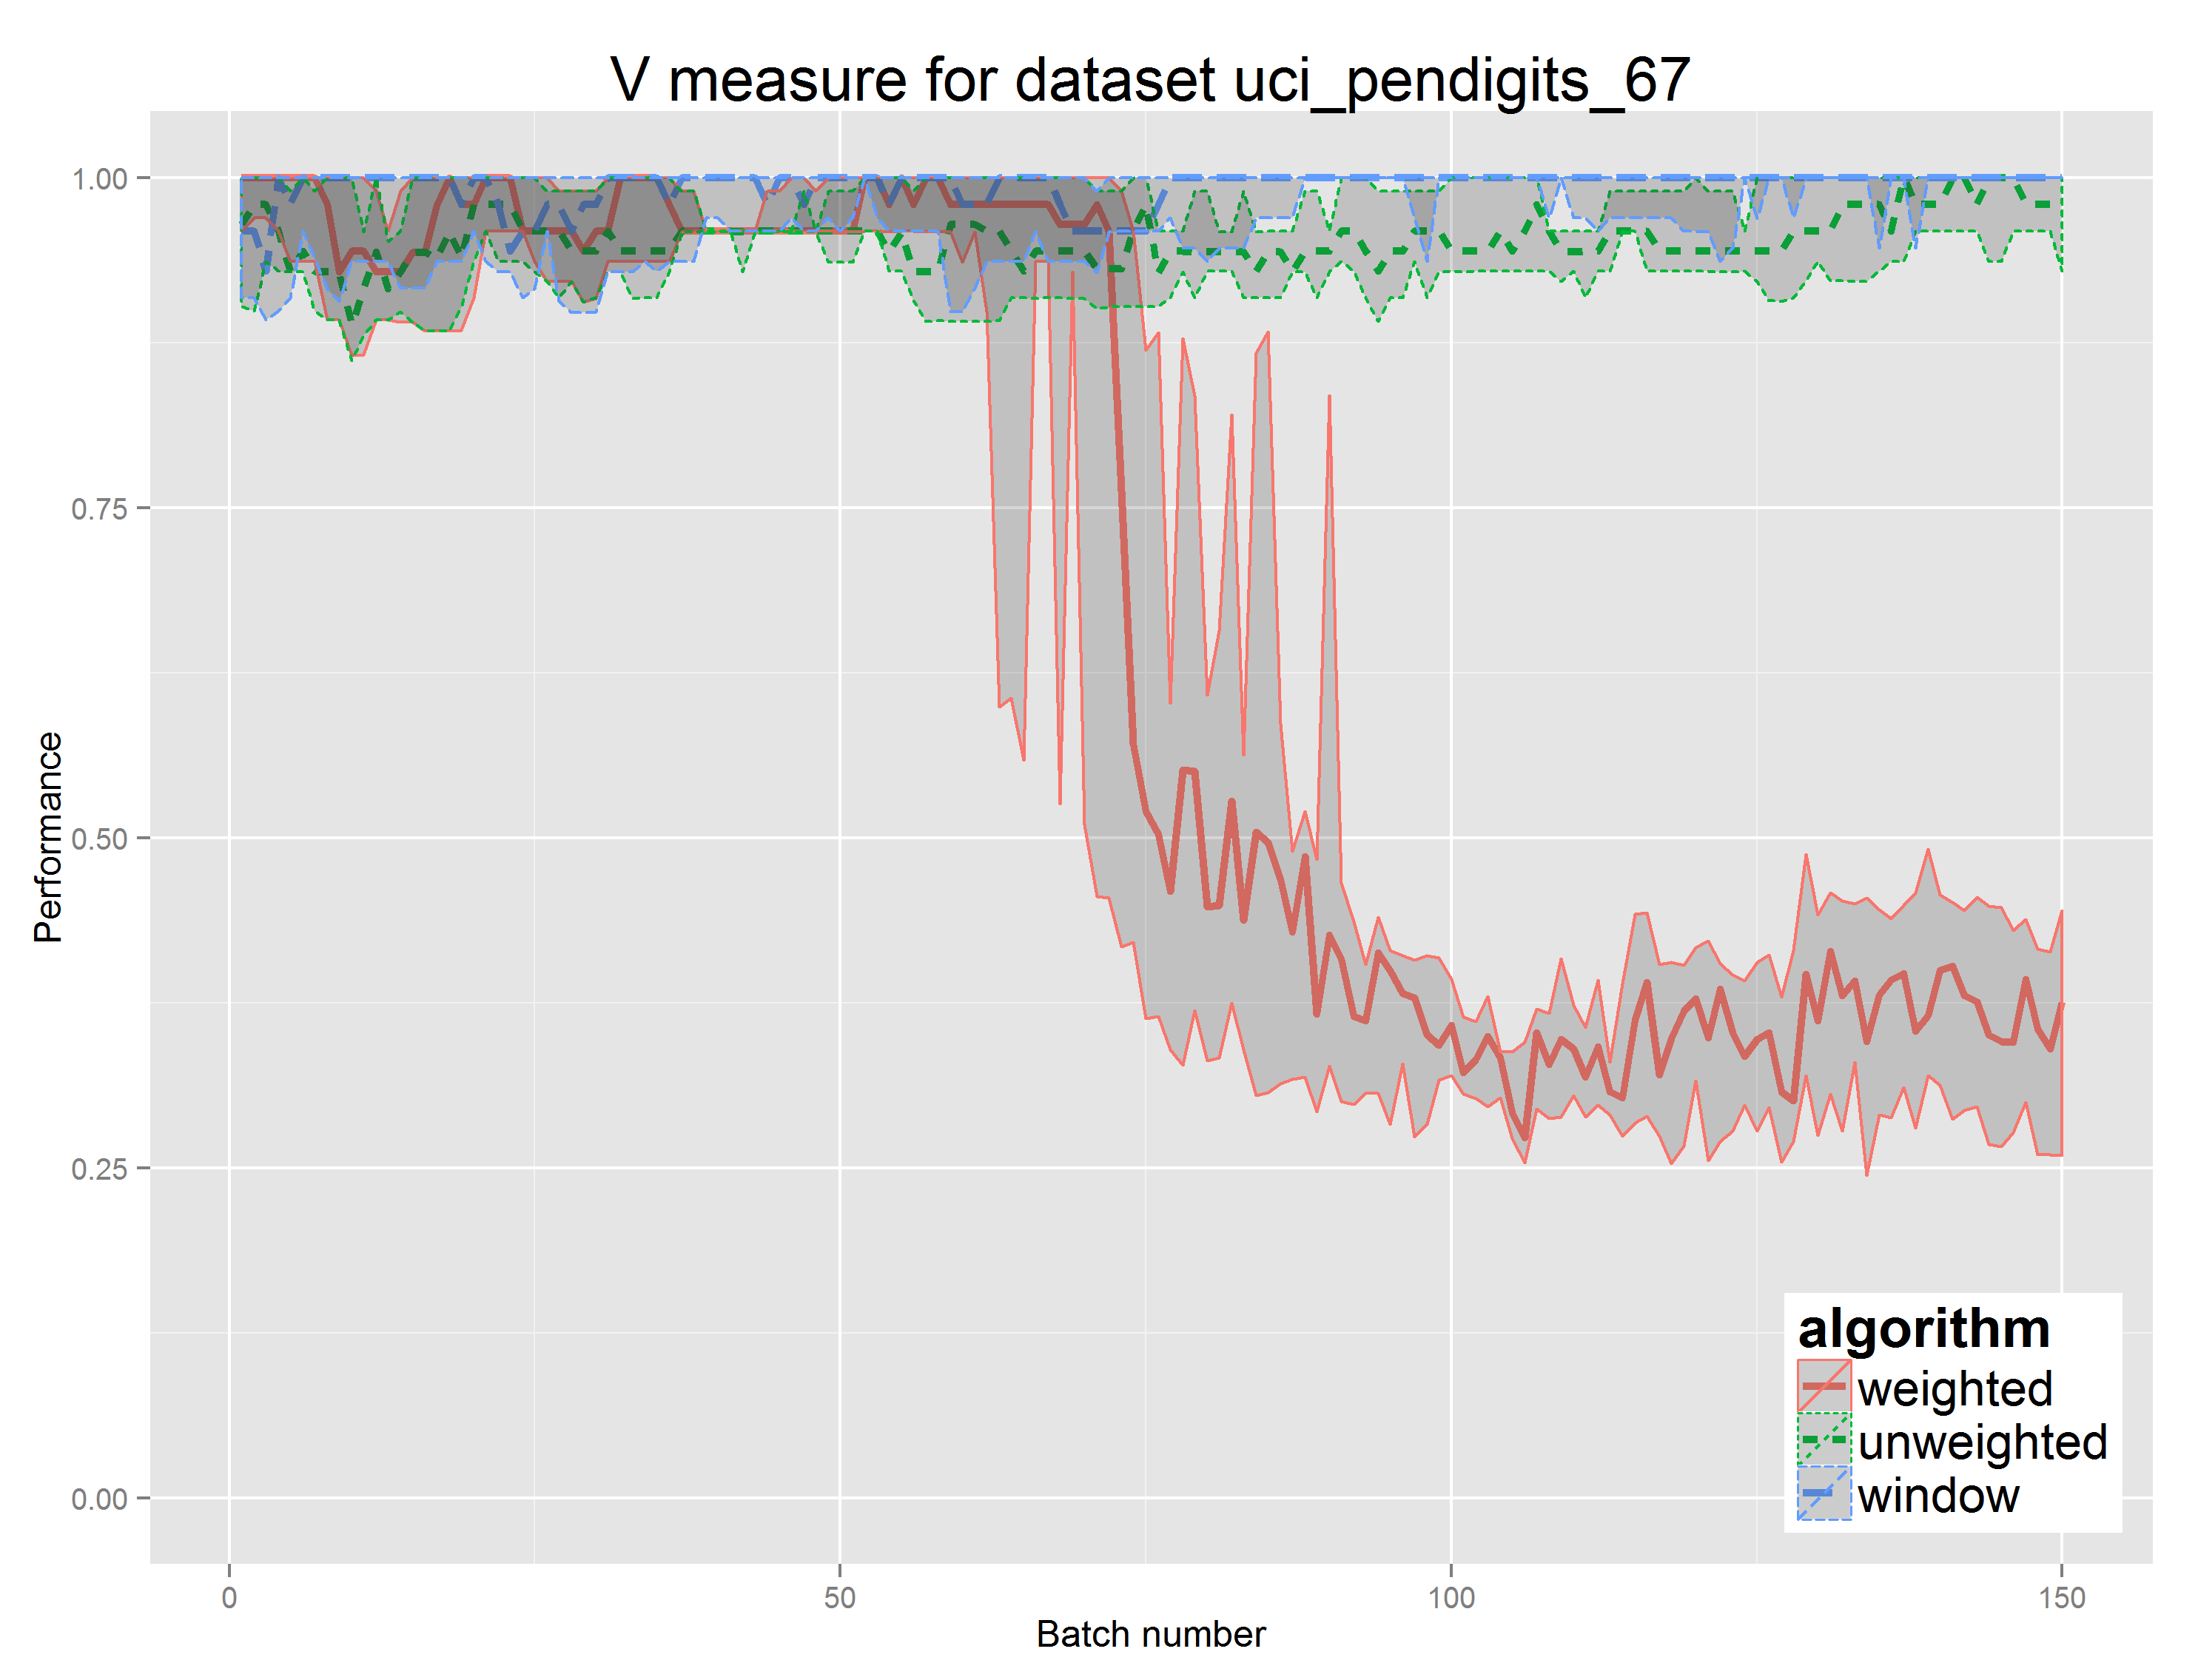 V measure for dataset uci_pendigits_67
Performance
1.00
0.75
0.50
0.25
0.00
0
50
100
150
Batch number
algorithm
weighted
unweighted
window